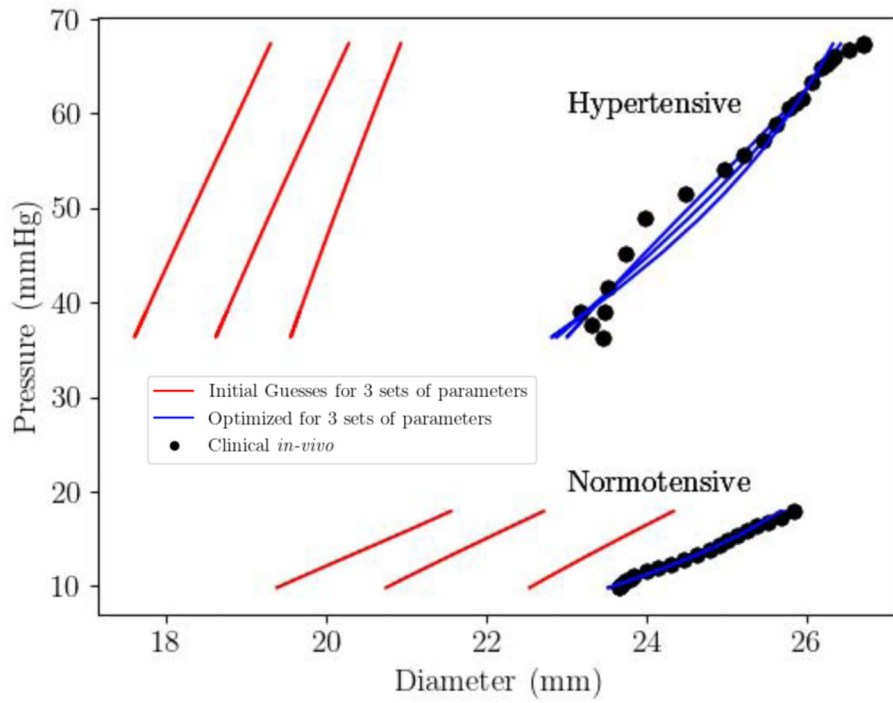 70
60
50
40
30
20
10
Pressure (mmHg)
Hypertensive
Initial Guesses for 3 sets of parameters
Optimized for 3 sets of parameters
Clinical in-vivo
Normotensive
18 20 22 24 26
Diameter (mm)